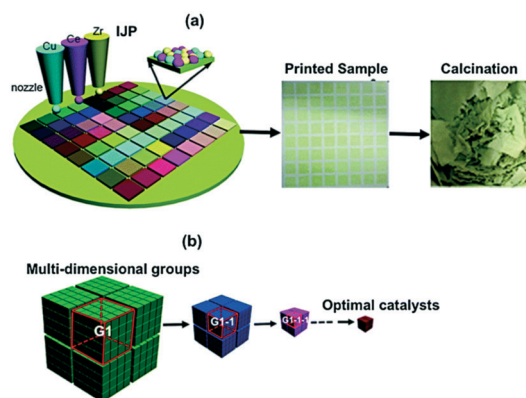 (a)
IJP
Cu
Ce
Zr
nozzle
Printed Sample
Calcination
(b)
Multi-dimensional groups
G1
G1-1
G1-1-1
Optimal catalysts